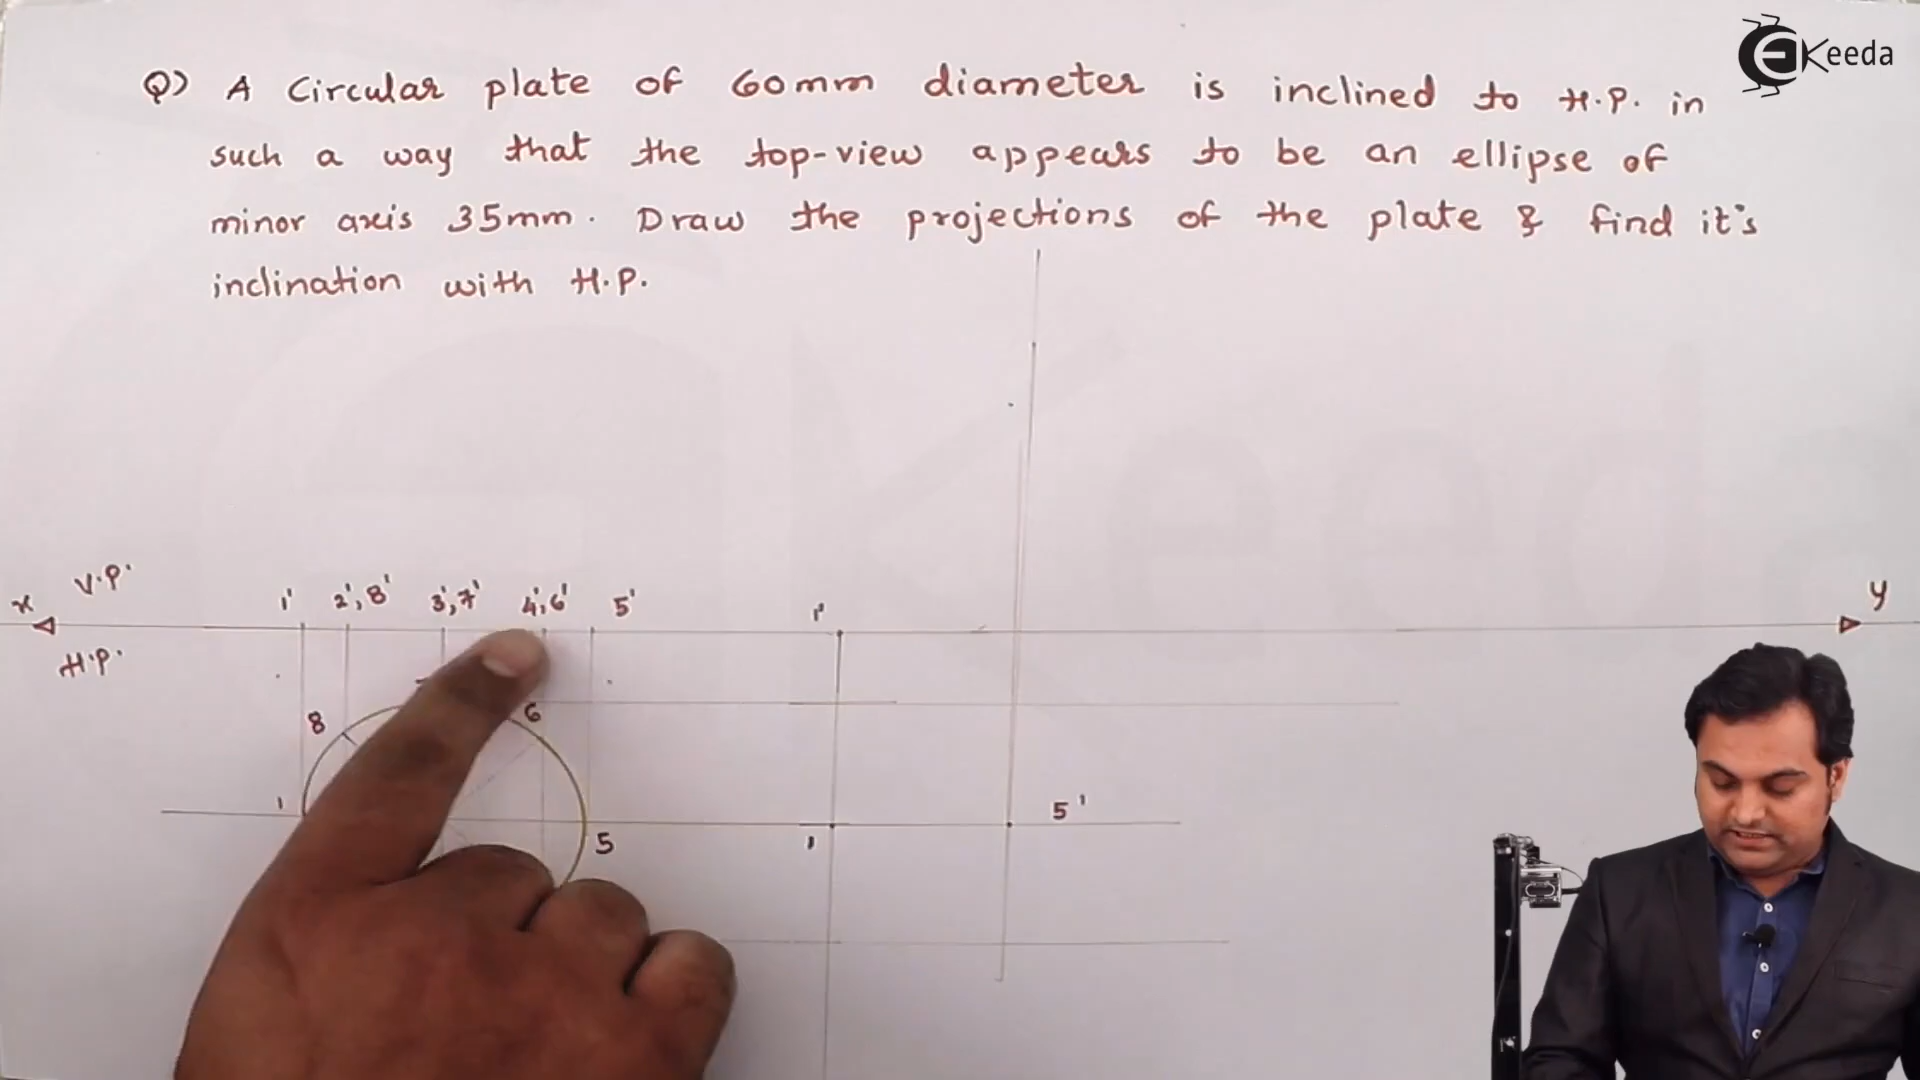 EKeeda
Q) A Circular plate of 60mm diameter is inclined to H.P. in
such a way that the top-view appears to be an ellipse of
minor axis 35mm. Draw the projections of the plate & find it's
inclination with H.P.
V.P.
x
1' 2', 8' 3', 7' 4', 6' 5' 1' y
H.P.
8 6
1 5 1 5'